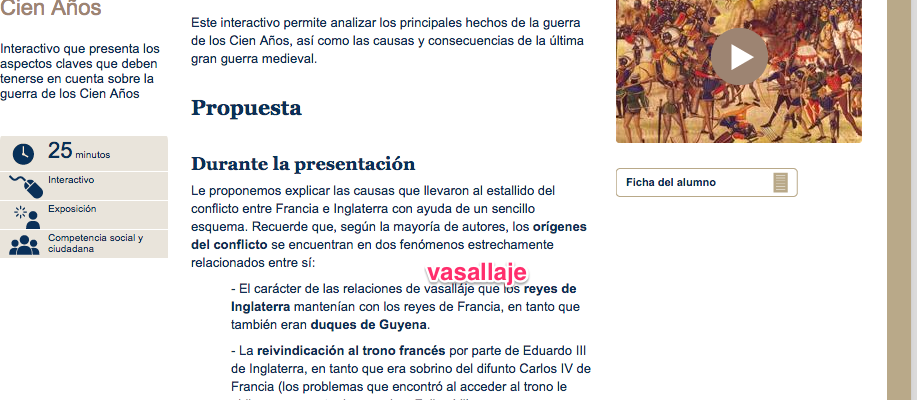 Cien Años
Interactivo que presenta los
aspectos claves que deben
tenerse en cuenta sobre la
guerra de los Cien Años
25 minutos
Interactivo
Exposición
Competencia social y
ciudadana
Este interactivo permite analizar los principales hechos de la guerra
de los Cien Años, así como las causas y consecuencias de la última
gran guerra medieval.
Propuesta
Durante la presentación
Le proponemos explicar las causas que llevaron al estallido del
conflicto entre Francia e Inglaterra con ayuda de un sencillo
esquema. Recuerde que, según la mayoría de autores, los orígenes
del conflicto se encuentran en dos fenómenos estrechamente
relacionados entre sí:
vasallaje
- El carácter de las relaciones de vasallaje que los reyes de
Inglaterra mantenían con los reyes de Francia, en tanto que
también eran duques de Guyena.
- La reivindicación al trono francés por parte de Eduardo III
de Inglaterra, en tanto que era sobrino del difunto Carlos IV de
Francia (los problemas que encontró al acceder al trono le
Ficha del alumno